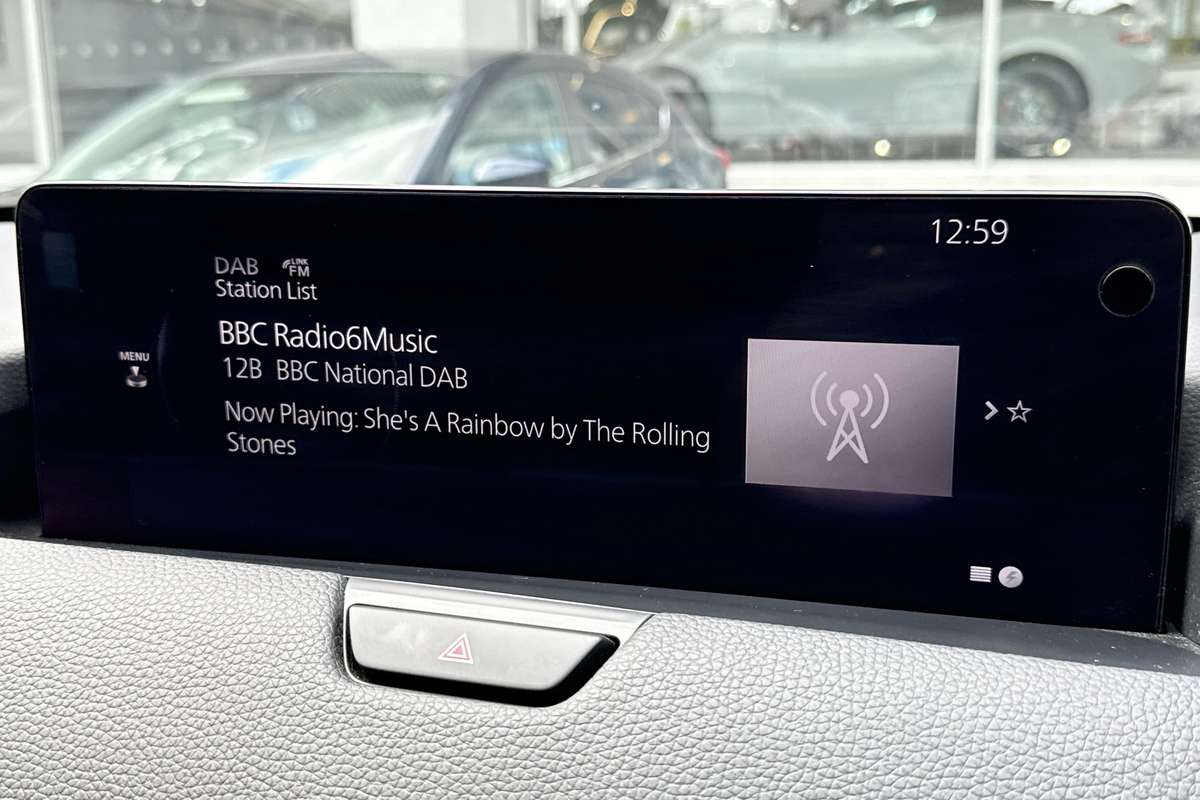 12:59
DAB LINK FM
Station List
BBC Radio6Music
MENU
12B BBC National DAB
Now Playing: She's A Rainbow by The Rolling
Stones